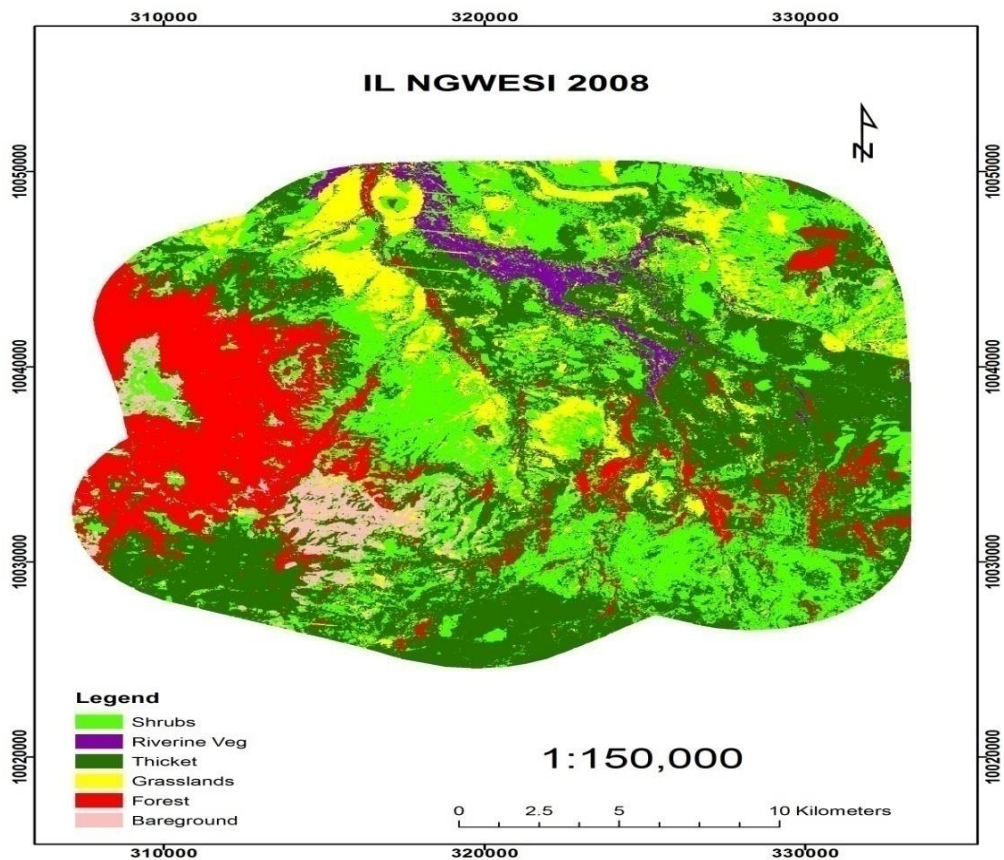 310000 320000 330000
IL NGWESI 2008
N
10050000 10050000
10040000 10040000
10030000 10030000
10020000 10020000
Legend
Shrubs
Riverine Veg
Thicket
Grasslands
Forest
Bareground
1:150,000
0 2.5 5 10 Kilometers
310000 320000 330000